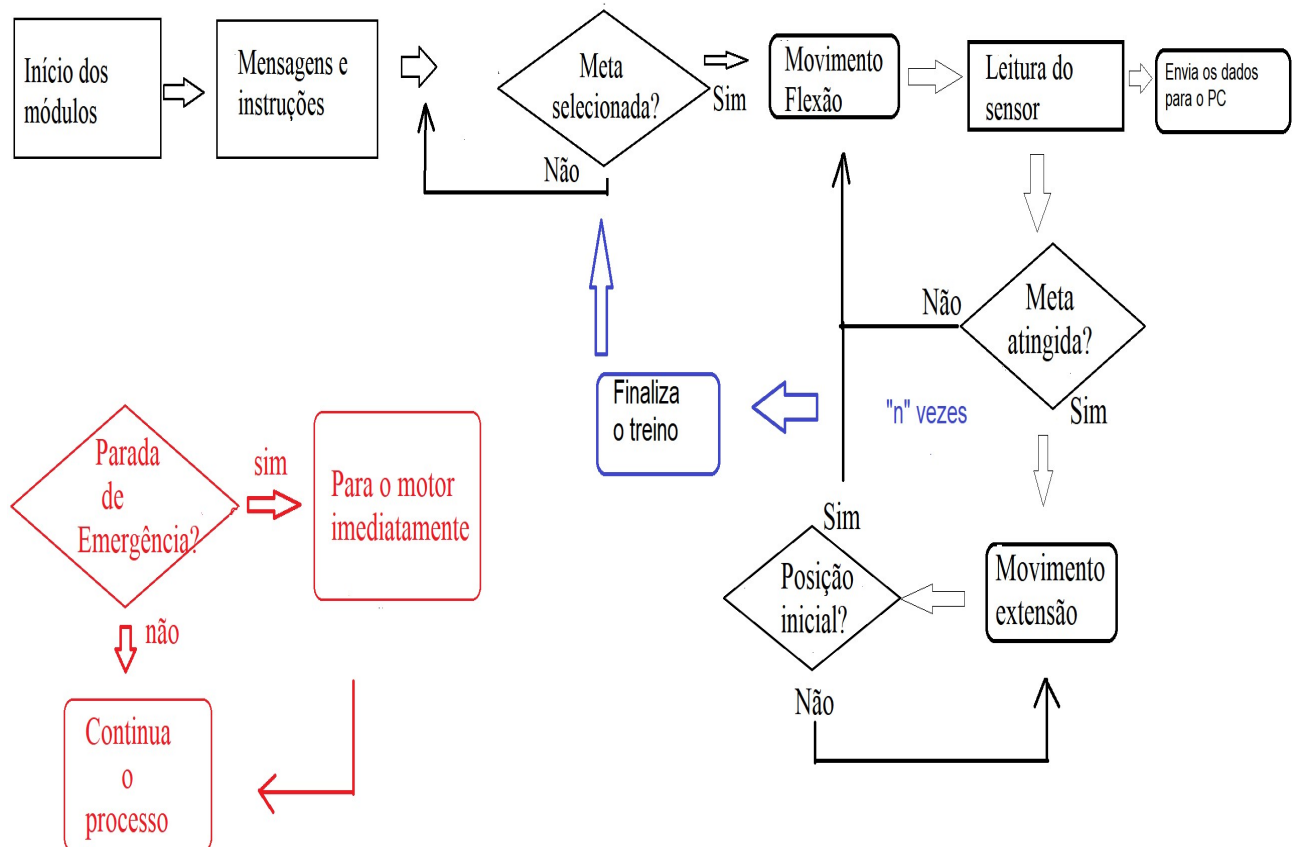 Início dos
módulos
Mensagens e
instruções
Meta
selecionada?
Sim
Não
Movimento
Flexão
Leitura do
sensor
Envia os dados
para o PC
Meta
atingida?
Não
Sim
"n" vezes
Finaliza
o treino
Movimento
extensão
Posição
inicial?
Sim
Não
Parada
de
Emergência?
sim
não
Para o motor
imediatamente
Continua
o
processo